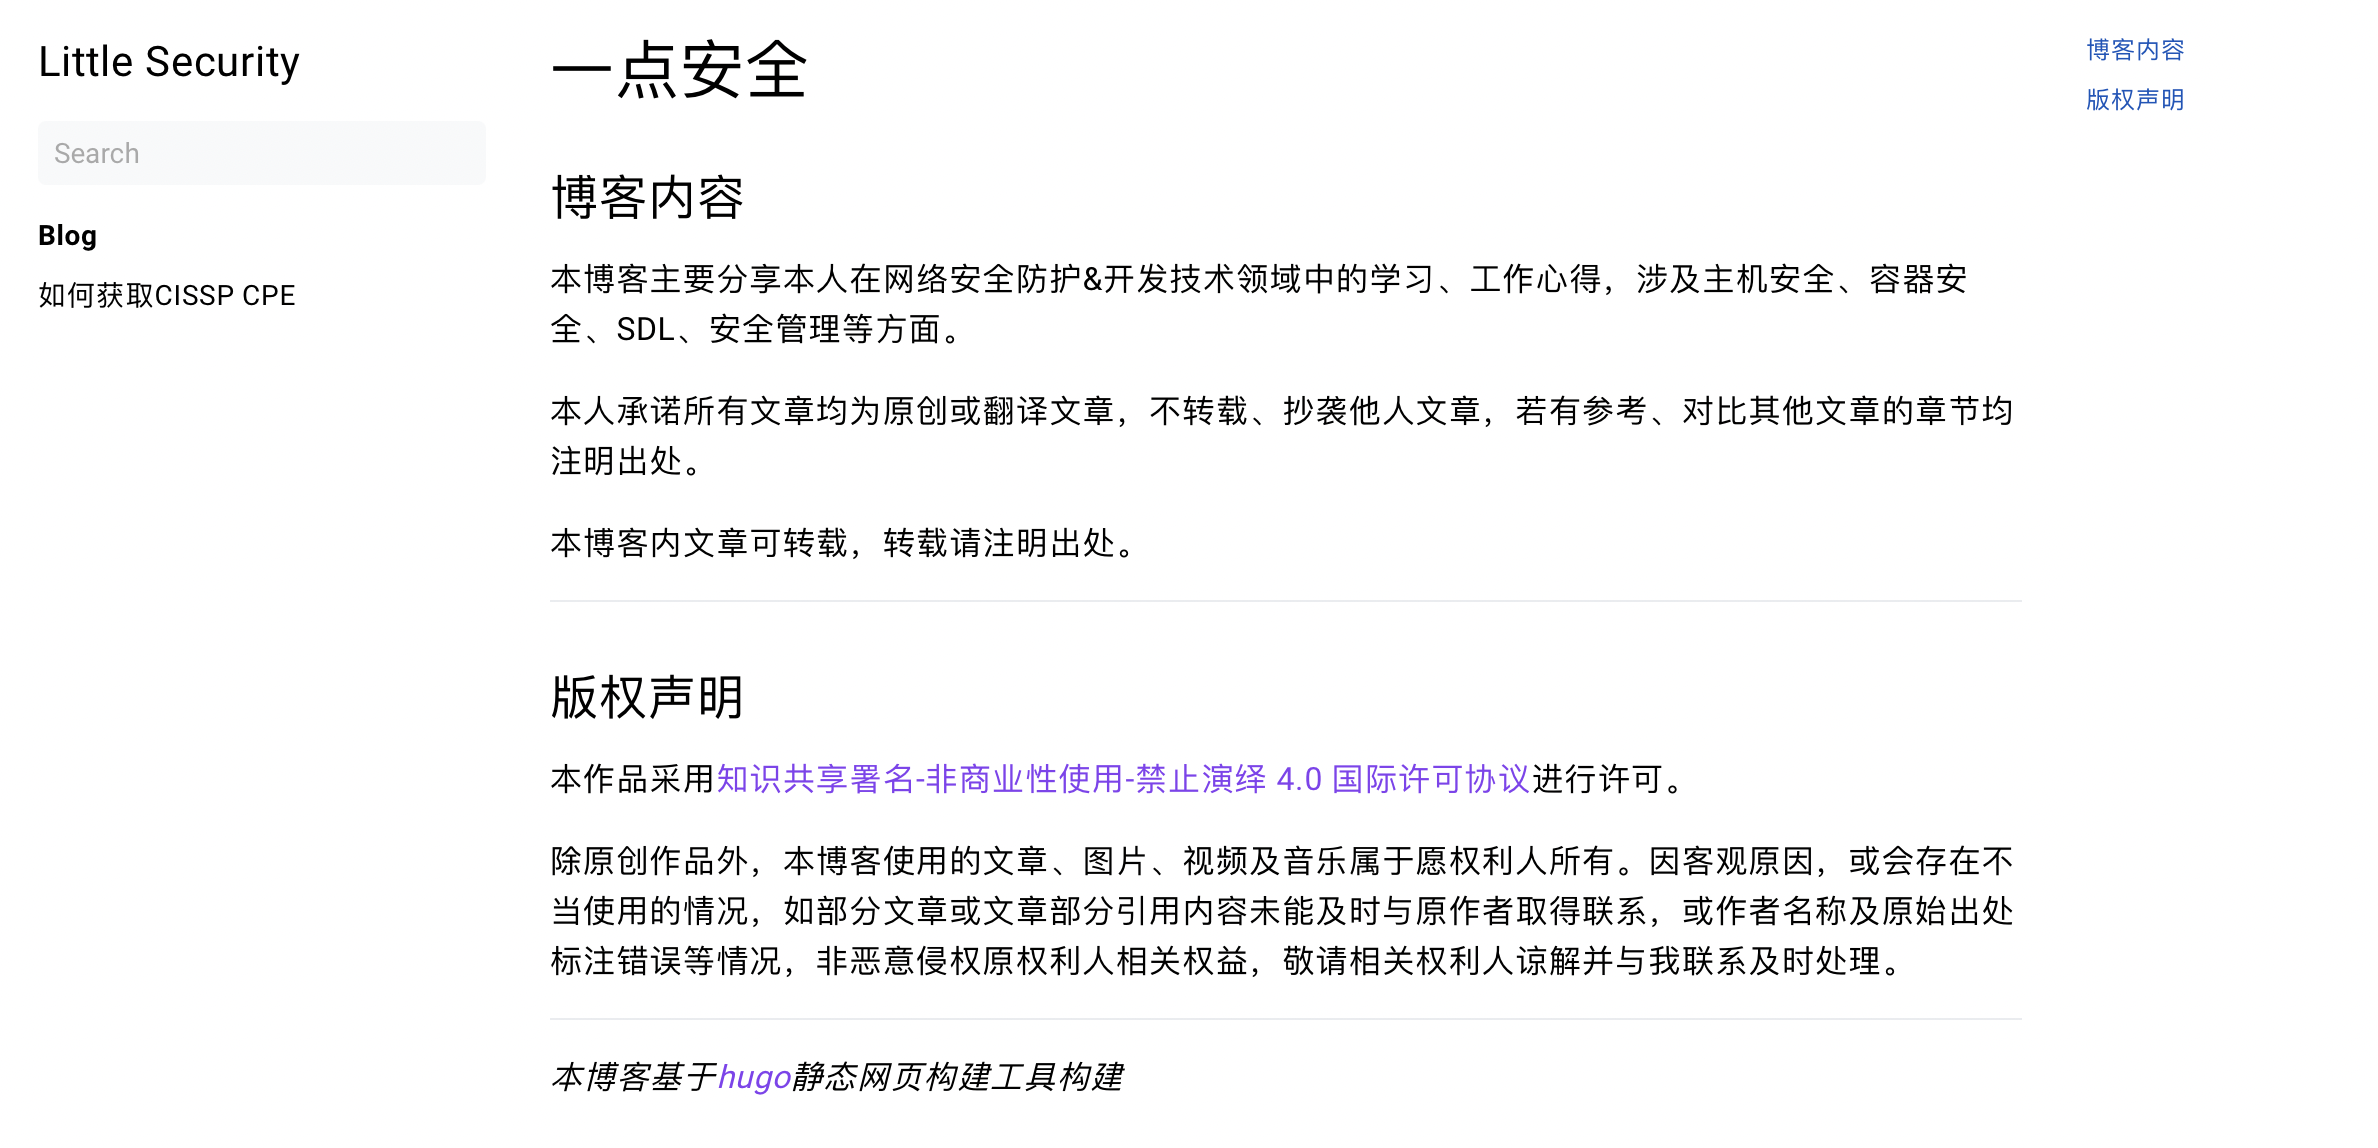 Little Security
Search
Blog
如何获取CISSP CPE
一点安全
博客内容
本博客主要分享本人在网络安全防护&开发技术领域中的学习、工作心得，涉及主机安全、容器安
全、SDL、安全管理等方面。
本人承诺所有文章均为原创或翻译文章，不转载、抄袭他人文章，若有参考、对比其他文章的章节均
注明出处。
本博客内文章可转载，转载请注明出处。
版权声明
本作品采用知识共享署名-非商业性使用-禁止演绎 4.0 国际许可协议进行许可。
除原创作品外，本博客使用的文章、图片、视频及音乐属于愿权利人所有。因客观原因，或会存在不
当使用的情况，如部分文章或文章部分引用内容未能及时与原作者取得联系，或作者名称及原始出处
标注错误等情况，非恶意侵权原权利人相关权益，敬请相关权利人谅解并与我联系及时处理。
本博客基于hugo静态网页构建工具构建
博客内容
版权声明